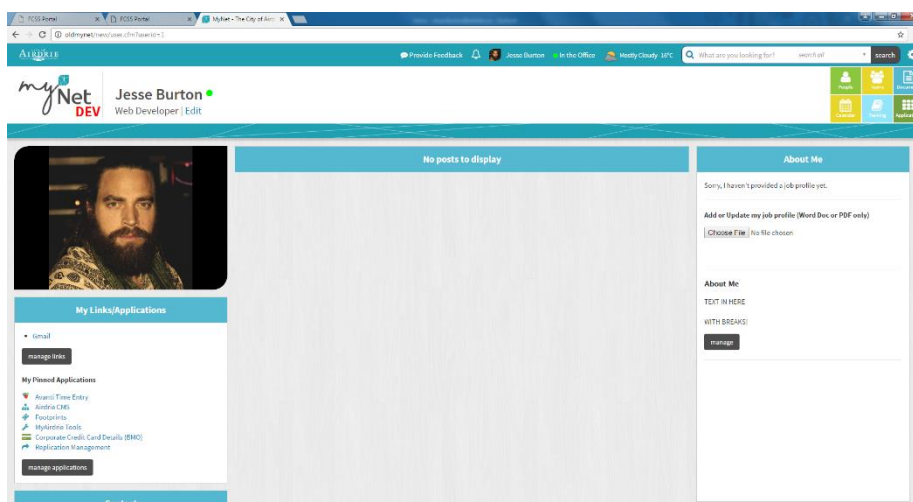 FCSS Portal
FCSS Portal
MyNet - The City of Aird
oldmynet/new/user.cfm?userid=1
AIRDRIE
Provide Feedback
Jesse Burton
In the Office
Mostly Cloudy 16°C
What are you looking for?
search all
search
myNet
DEV
Jesse Burton
Web Developer | Edit
People
Calendar
No posts to display
About Me
Sorry, I haven't provided a job profile yet.
Add or Update my job profile (Word Doc or PDF only)
Choose File No file chosen
About Me
TEXT IN HERE
WITH BREAKS!
manage
My Links/Applications
Gmail
manage links
My Pinned Applications
Avanti Time Entry
Airdrie CMS
Footprints
MyAirdrie Tools
Corporate Credit Card Details (BMO)
Replication Management
manage applications